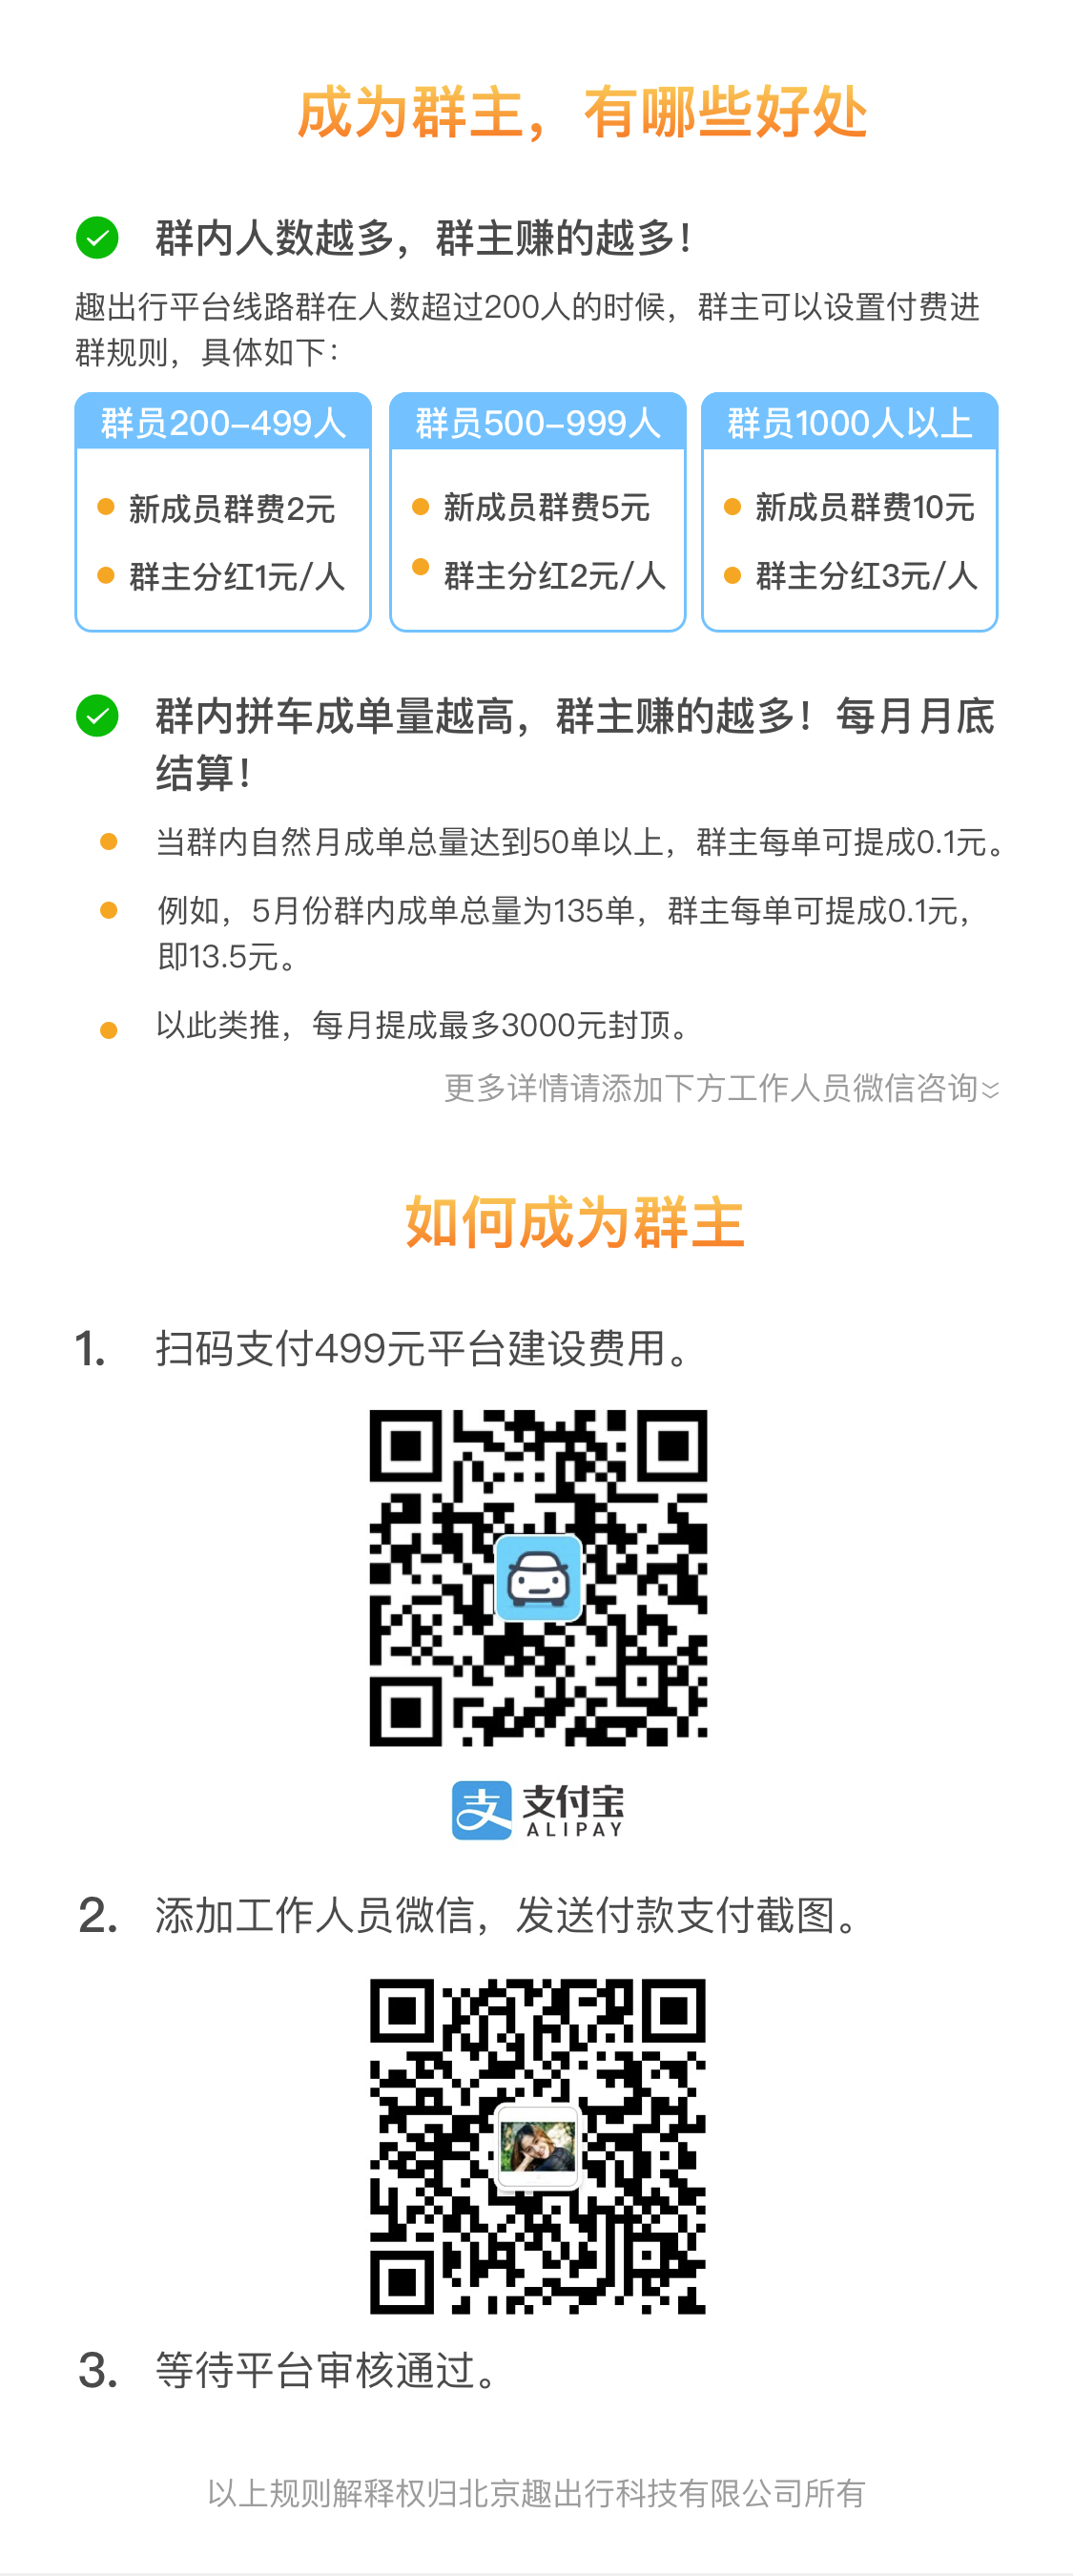 成为群主，有哪些好处
群内人数越多，群主赚的越多！
趣出行平台线路群在人数超过200人的时候，群主可以设置付费进
群规则，具体如下：
群员200-499人
新成员群费2元
群主分红1元/人
群员500-999人
新成员群费5元
群主分红2元/人
群员1000人以上
新成员群费10元
群主分红3元/人
群内拼车成单量越高，群主赚的越多！每月月底
结算！
当群内自然月成单总量达到50单以上，群主每单可提成0.1元。
例如，5月份群内成单总量为135单，群主每单可提成0.1元，
即13.5元。
以此类推，每月提成最多3000元封顶。
更多详情请添加下方工作人员微信咨询
如何成为群主
1. 扫码支付499元平台建设费用。
支 支付宝
ALIPAY
2. 添加工作人员微信，发送付款支付截图。
3. 等待平台审核通过。
以上规则解释权归北京趣出行科技有限公司所有